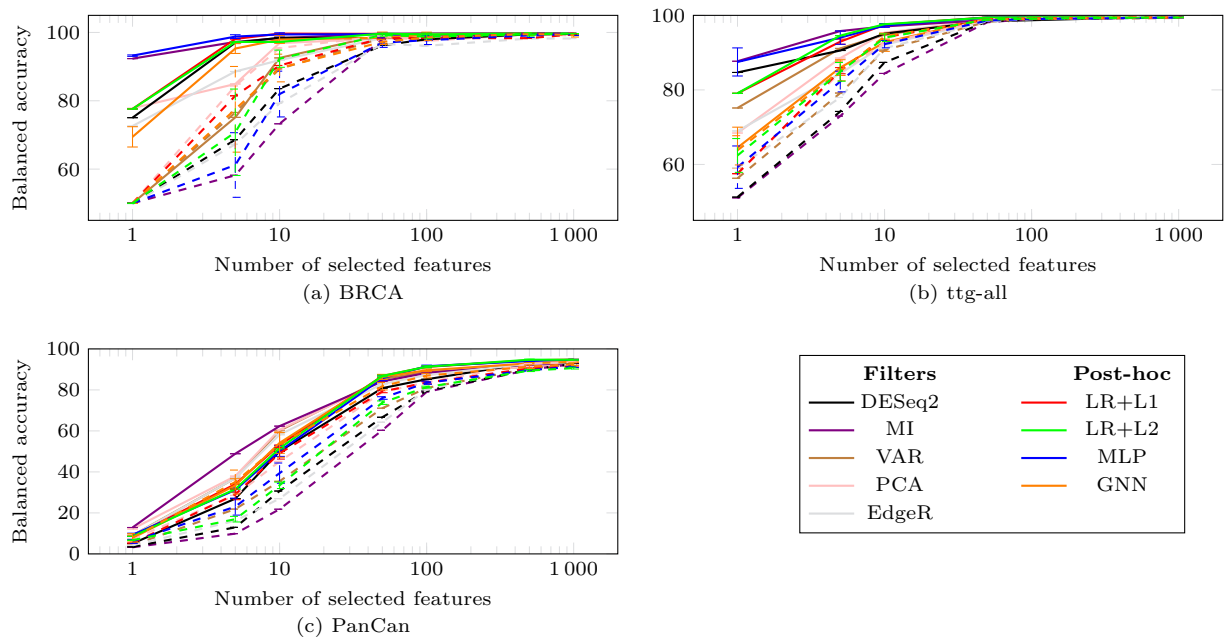 100
80
60
Balanced accuracy
1 10 100 1 000
Number of selected features
(a) BRCA
100
80
60
Balanced accuracy
1 10 100 1 000
Number of selected features
(b) ttg-all
100
80
60
40
20
0
Balanced accuracy
1 10 100 1 000
Number of selected features
(c) PanCan
Filters Post-hoc
DESeq2 LR+L1
MI LR+L2
VAR MLP
PCA GNN
EdgeR